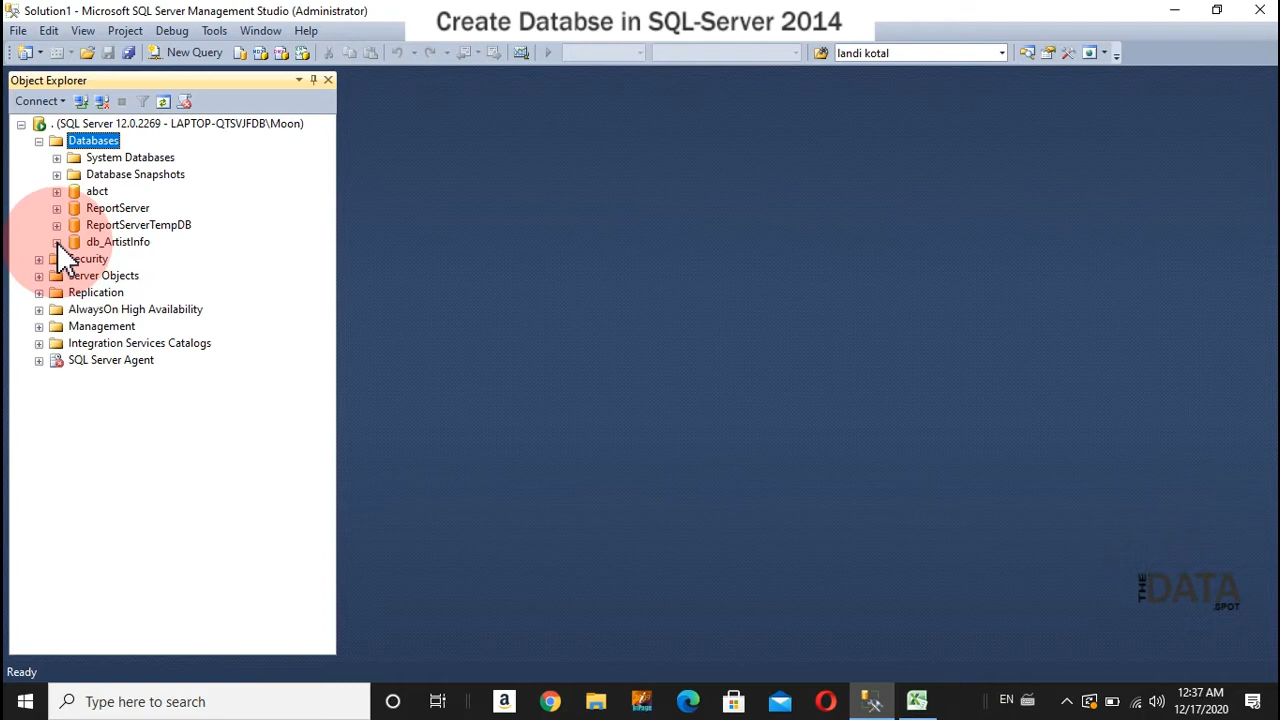 Solution1 - Microsoft SQL Server Management Studio (Administrator)
Create Databse in SQL-Server 2014
File Edit View Project Debug Tools Window Help
New Query
landi kotal
Object Explorer
Connect
. (SQL Server 12.0.2269 - LAPTOP-QTSVJFDB\Moon)
Databases
System Databases
Database Snapshots
abct
ReportServer
ReportServerTempDB
db_ArtistInfo
ecurity
Server Objects
Replication
AlwaysOn High Availability
Management
Integration Services Catalogs
SQL Server Agent
THE DATA .SPOT
Ready
Type here to search
EN
12:37 AM
12/17/2020